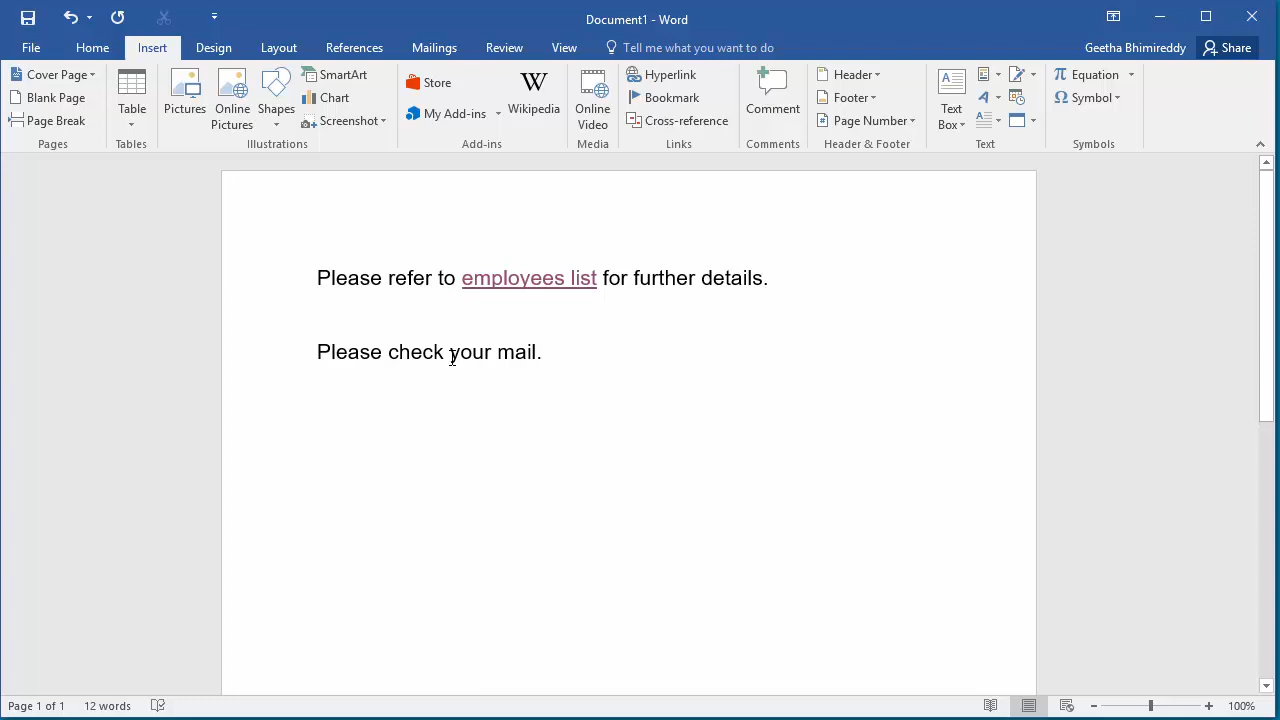 Document1 - Word
File Home Insert Design Layout References Mailings Review View Tell me what you want to do Geetha Bhimireddy Share
Cover Page
Blank Page
Page Break
Pages
Table
Tables
Pictures
Online
Pictures
Shapes
SmartArt
Chart
Screenshot
Illustrations
Store
My Add-ins
W
Wikipedia
Add-ins
Online
Video
Media
Hyperlink
Bookmark
Cross-reference
Links
Comment
Comments
Header
Footer
Page Number
Header & Footer
Text
Box
Text
Equation
Symbol
Symbols
Please refer to employees list for further details.
Please check your mail.
Page 1 of 1 12 words 100%